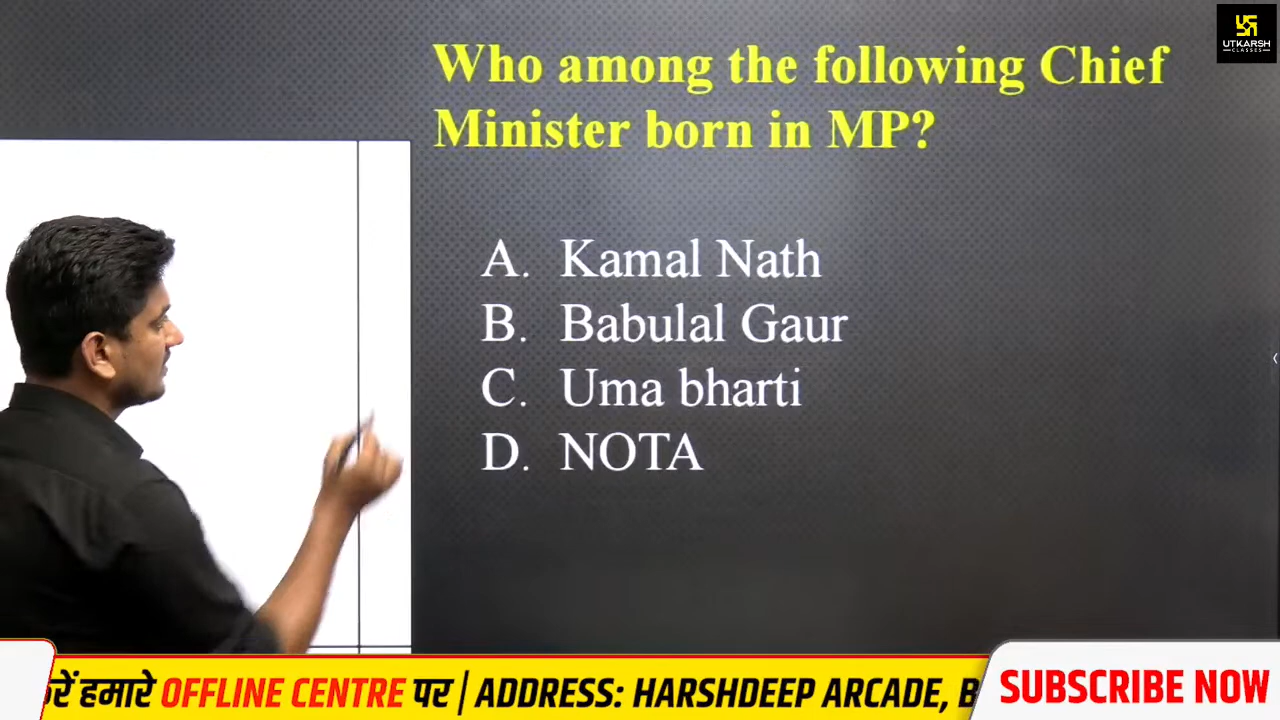 UTKARSH
CLASSES
Who among the following Chief
Minister born in MP?
A. Kamal Nath
B. Babulal Gaur
C. Uma bharti
D. NOTA
हमारे OFFLINE CENTRE पर | ADDRESS: HARSHDEEP ARCADE, B
SUBSCRIBE NOW